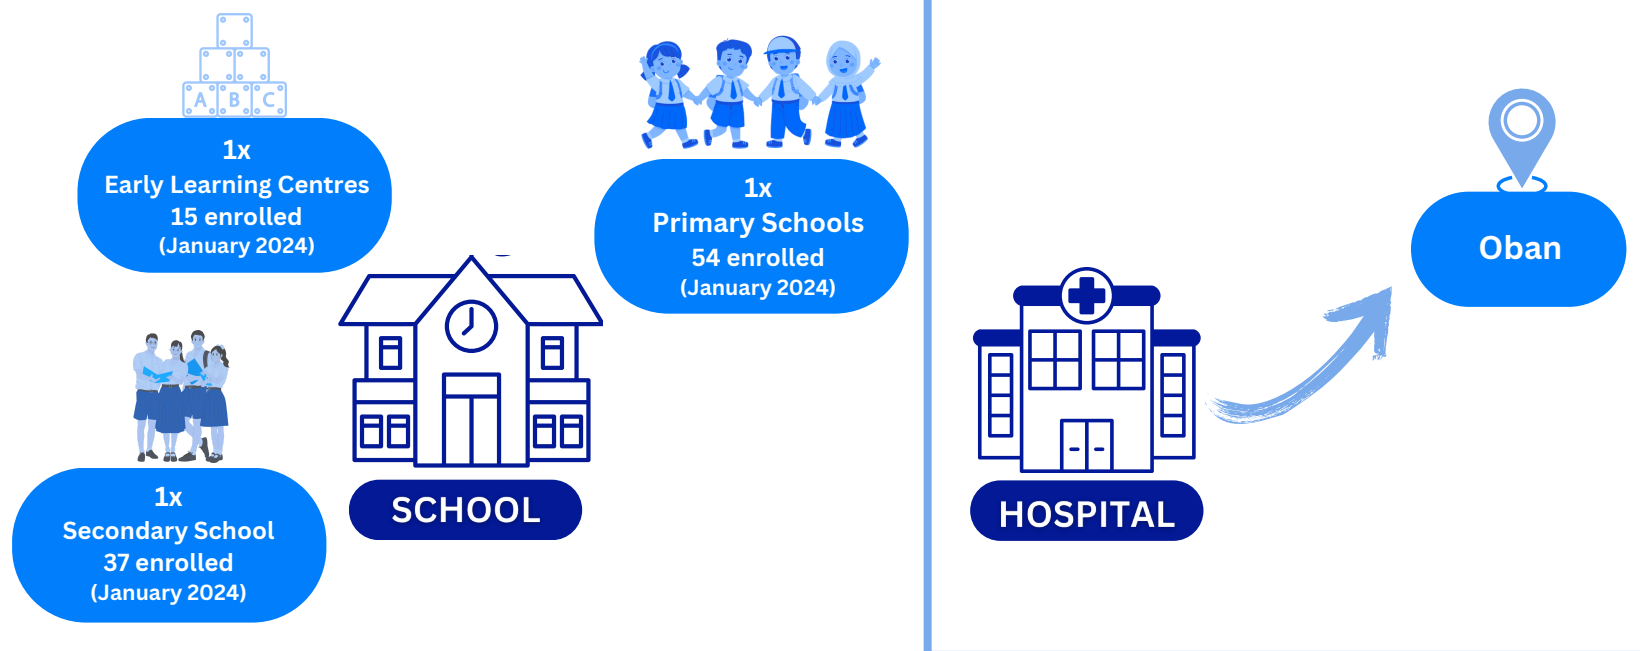 A B C
1x
Early Learning Centres
15 enrolled
(January 2024)
1x
Primary Schools
54 enrolled
(January 2024)
1x
Secondary School
37 enrolled
(January 2024)
SCHOOL
HOSPITAL
Oban